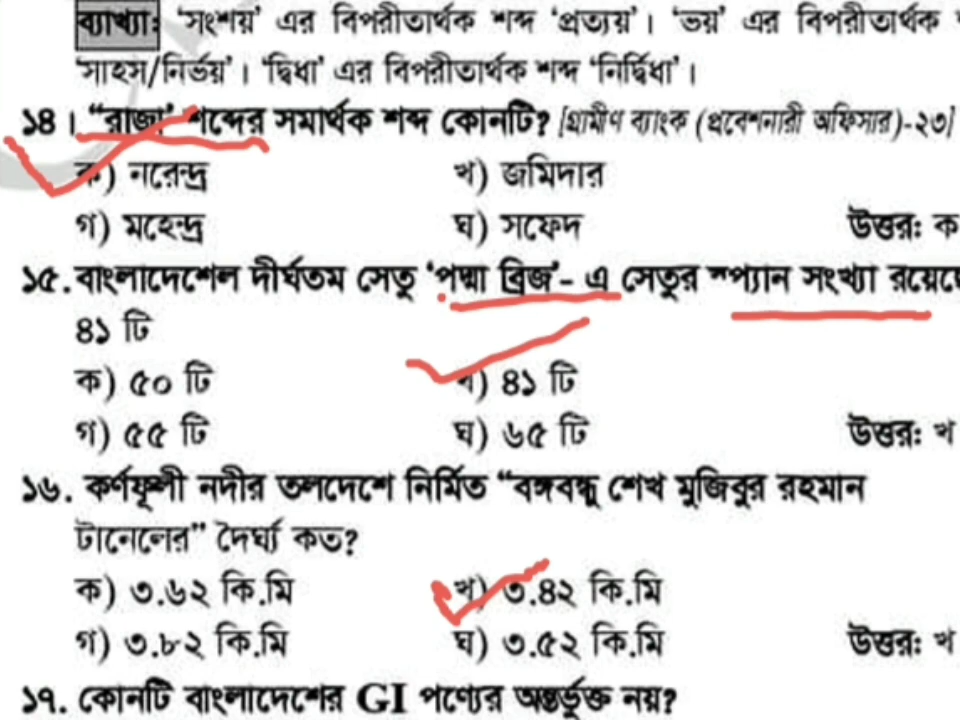 ব্যাখ্যা: ‘সংশয়’ এর বিপরীতার্থক শব্দ ‘প্রত্যয়’। ‘ভয়’ এর বিপরীতার্থক
‘সাহস/নির্ভয়’। ‘দ্বিধা’ এর বিপরীতার্থক শব্দ ‘নির্দ্বিধা’।
১৪। “রাজা’ শব্দের সমার্থক শব্দ কোনটি? [গ্রামীণ ব্যাংক (প্রবেশনারী অফিসার)-২৩]
ক) নরেন্দ্র খ) জমিদার
গ) মহেন্দ্র ঘ) সফেদ উত্তর: ক
১৫. বাংলাদেশেল দীর্ঘতম সেতু ‘পদ্মা ব্রিজ’- এ সেতুর স্প্যান সংখ্যা রয়েছে
৪১ টি
ক) ৫০ টি খ) ৪১ টি
গ) ৫৫ টি ঘ) ৬৫ টি উত্তর: খ
১৬. কর্ণফুলী নদীর তলদেশে নির্মিত “বঙ্গবন্ধু শেখ মুজিবুর রহমান
টানেলের” দৈর্ঘ্য কত?
ক) ৩.৬২ কি.মি খ) ৩.৪২ কি.মি
গ) ৩.৮২ কি.মি ঘ) ৩.৫২ কি.মি উত্তর: খ
১৭. কোনটি বাংলাদেশের GI পণ্যের অন্তর্ভুক্ত নয়?